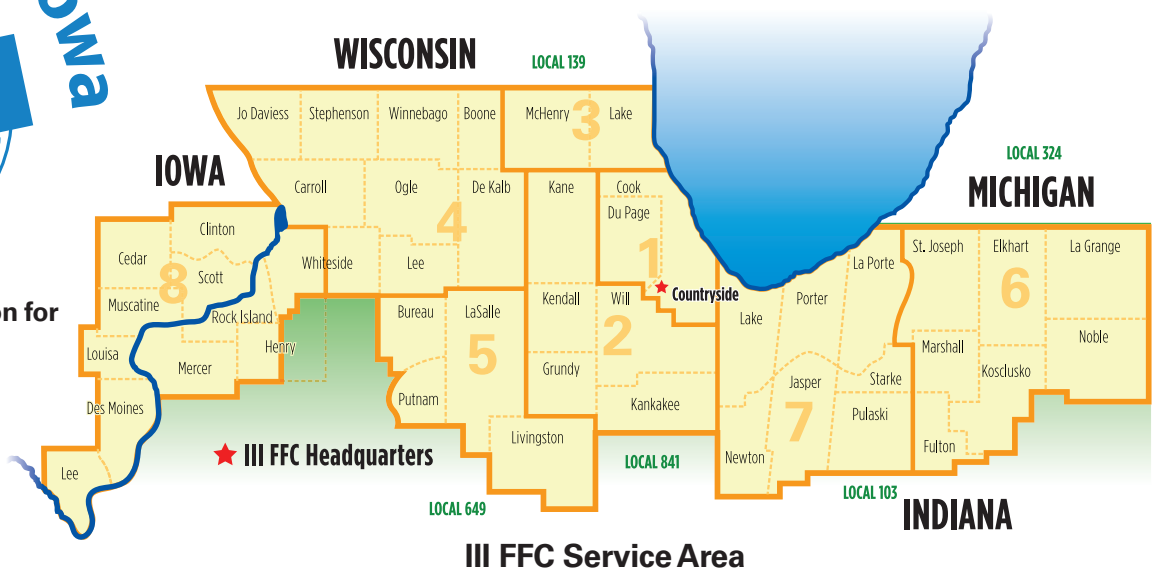 owa
WISCONSIN
LOCAL 139
Jo Daviess
Stephenson
Winnebago
Boone
McHenry
3
Lake
LOCAL 324
IOWA
MICHIGAN
Carroll
Ogle
De Kalb
Kane
Cook
Du Page
4
Clinton
1
St. Joseph
Elkhart
La Grange
Cedar
Whiteside
Lee
La Porte
8
Scott
Countryside
6
Muscatine
Kendall
Will
Porter
on for
Rock Island
Bureau
LaSalle
Lake
2
Louisa
Henry
5
Marshall
Noble
Mercer
Grundy
Kosclusko
Putnam
Jasper
Starke
Des Moines
Kankakee
7
Pulaski
Livingston
Fulton
III FFC Headquarters
Newton
LOCAL 841
Lee
LOCAL 103
LOCAL 649
INDIANA
III FFC Service Area